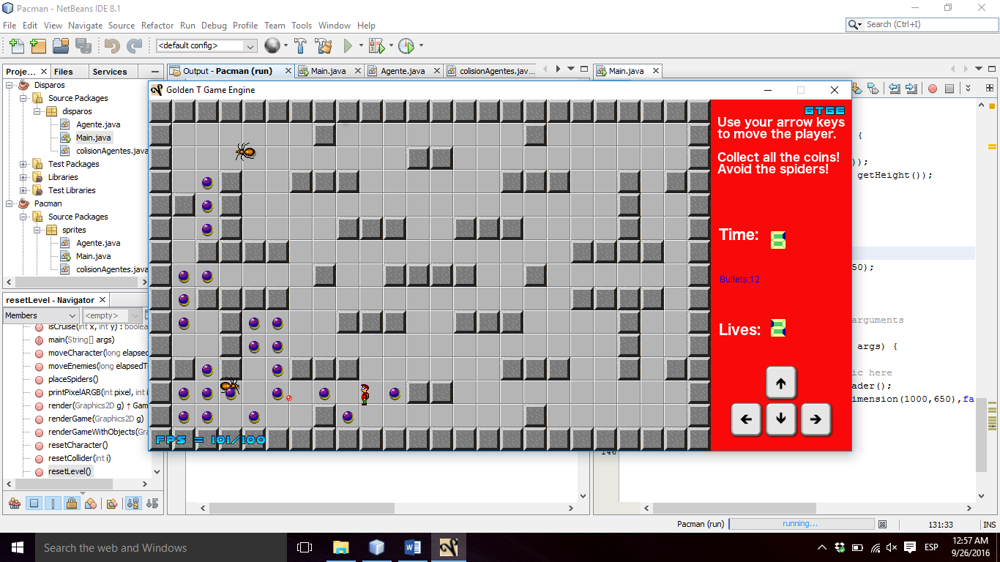 Pacman - NetBeans IDE 8.1
File Edit View Navigate Source Refactor Run Debug Profile Team Tools Window Help
Search (Ctrl+I)
<default config>
Proje... Files Services
Output - Pacman (run) Main.java Agente.java colisionAgentes.jav... Main.java
Golden T Game Engine
Disparos
Source Packages
disparos
Agente.java
Main.java
colisionAgentes.java
Test Packages
Libraries
Test Libraries
Pacman
Source Packages
sprites
Agente.java
Main.java
colisionAgentes.java
resetLevel - Navigator
Members <empty>
isCruise(int x, int y) : boolea
main(String[] args)
moveCharacter(long elapsed
moveEnemies(long elapsedT
placeSpiders()
printPixelARGB(int pixel, int i
render(Graphics2D g) ↑ Gam
renderGame(Graphics2D g)
renderGameWithObjects(Gra
resetCharacter()
resetCollider(int i)
resetLevel()
GTGE
Use your arrow keys
to move the player.
Collect all the coins!
Avoid the spiders!
Time:
Bullets:12
Lives:
FPS = 101/100
{
));
getHeight());
50);
arguments
args) {
ic here
ader();
dimension(1000,650),fa
146
Pacman (run) running... 131:33 INS
Search the web and Windows
ESP
12:57 AM
9/26/2016